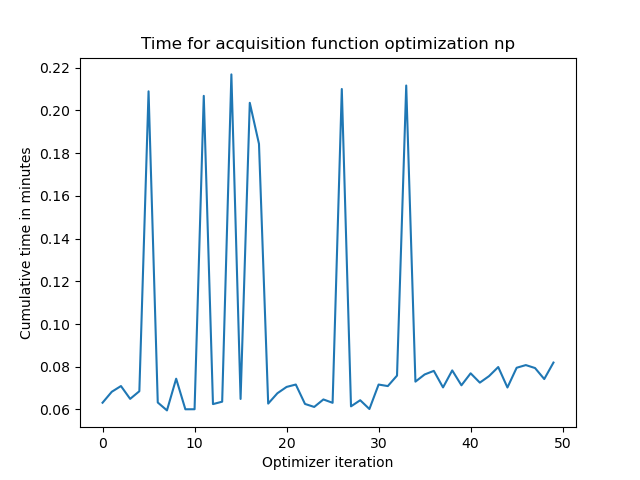 Time for acquisition function optimization np
Cumulative time in minutes
0.22
0.20
0.18
0.16
0.14
0.12
0.10
0.08
0.06
0 10 20 30 40 50
Optimizer iteration